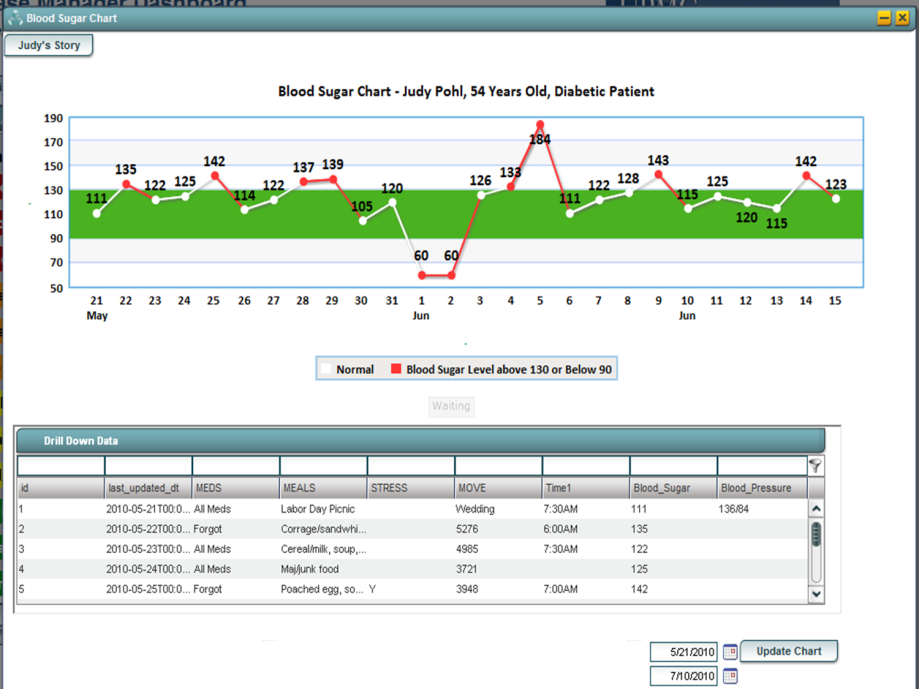 Blood Sugar Chart
Judy's Story
Blood Sugar Chart - Judy Pohl, 54 Years Old, Diabetic Patient
190
170
150
130
110
90
70
50
111 135 122 125 142 114 122 137 139 105 120 60 60 126 133 184 111 122 128 143 115 125 120 115 142 123
21 22 23 24 25 26 27 28 29 30 31 1 2 3 4 5 6 7 8 9 10 11 12 13 14 15
May Jun Jun
Normal Blood Sugar Level above 130 or Below 90
Waiting
Drill Down Data
id last_updated_dt MEDS MEALS STRESS MOVE Time1 Blood_Sugar Blood_Pressure
1 2010-05-21T00:0... All Meds Labor Day Picnic Wedding 7:30AM 111 136/84
2 2010-05-22T00:0... Forgot Corrage/sandwhi... 5276 6:00AM 135
3 2010-05-23T00:0... All Meds Cereal/milk, soup,... 4985 7:30AM 122
4 2010-05-24T00:0... All Meds Maj/junk food 3721 125
5 2010-05-25T00:0... Forgot Poached egg, so... Y 3948 7:00AM 142
5/21/2010 Update Chart
7/10/2010